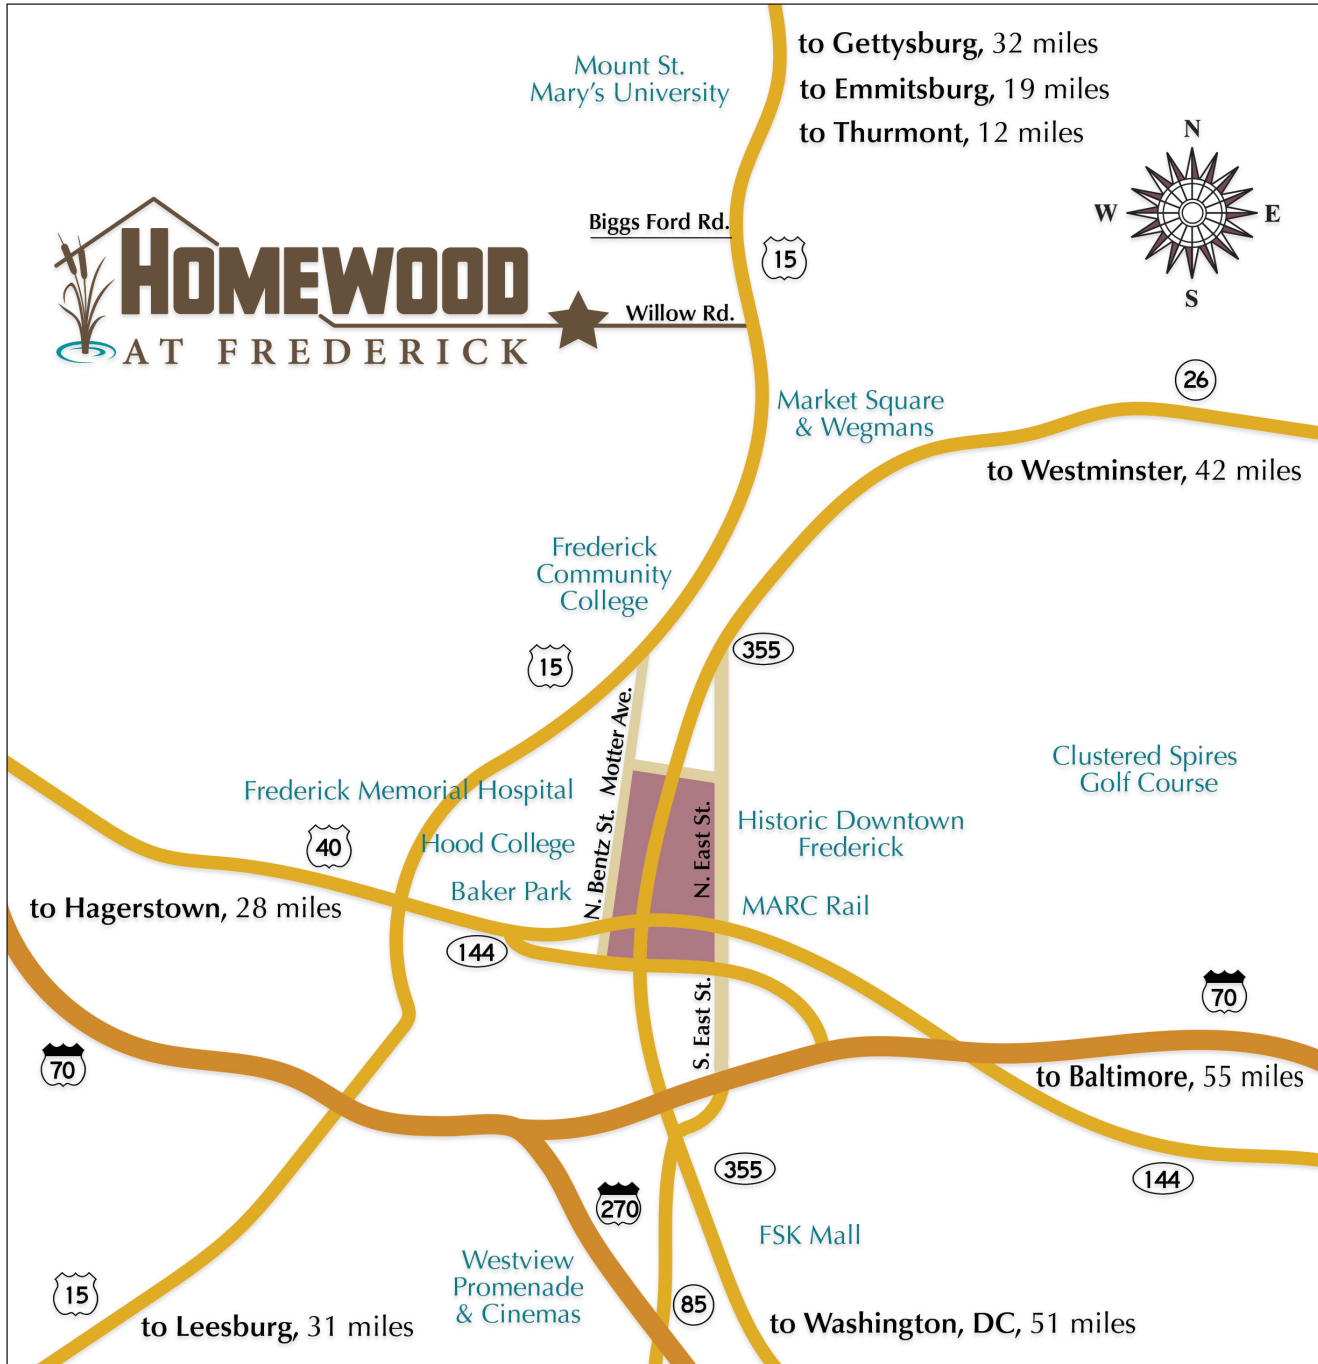 to Gettysburg, 32 miles
Mount St.
Mary's University
to Emmitsburg, 19 miles
to Thurmont, 12 miles
N
W
E
S
Biggs Ford Rd.
15
HOMEWOOD
AT FREDERICK
Willow Rd.
26
Market Square
& Wegmans
to Westminster, 42 miles
Frederick
Community
College
355
15
Motter Ave.
Clustered Spires
Golf Course
Frederick Memorial Hospital
N. Bentz St.
N. East St.
Historic Downtown
Frederick
40
Hood College
Baker Park
MARC Rail
to Hagerstown, 28 miles
144
70
S. East St.
70
to Baltimore, 55 miles
355
144
270
FSK Mall
Westview
Promenade
& Cinemas
15
85
to Leesburg, 31 miles
to Washington, DC, 51 miles